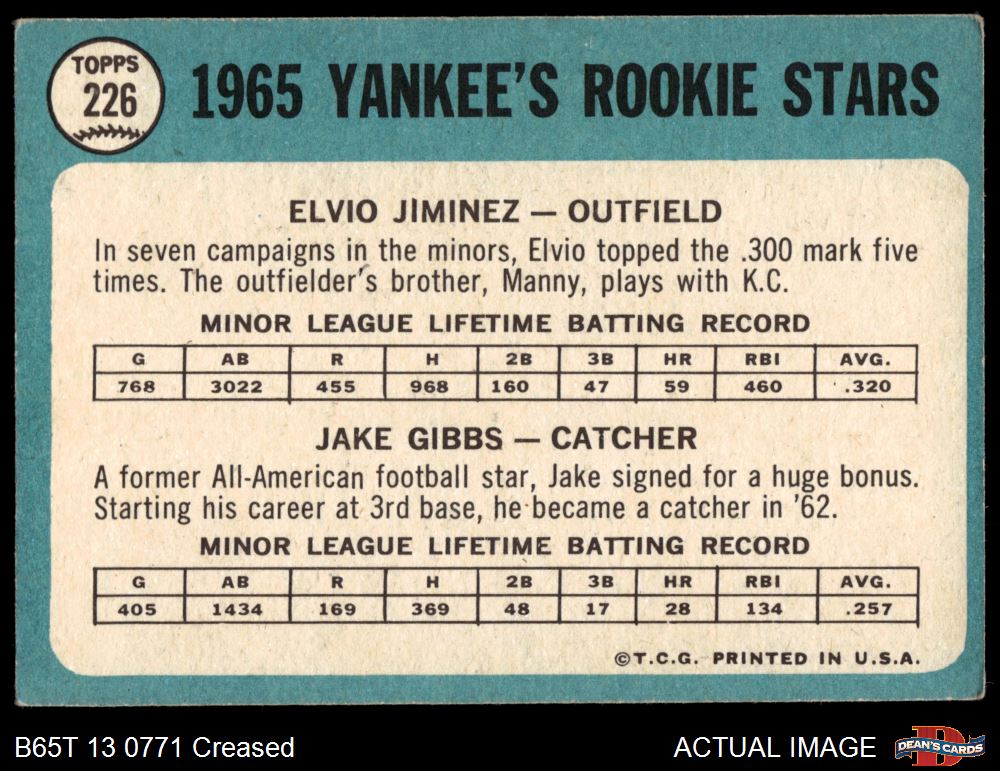 TOPPS
226
1965 YANKEE'S ROOKIE STARS
ELVIO JIMINEZ — OUTFIELD
In seven campaigns in the minors, Elvio topped the .300 mark five
times. The outfielder's brother, Manny, plays with K.C.
MINOR LEAGUE LIFETIME BATTING RECORD
G AB R H 2B 3B HR RBI AVG.
768 3022 455 968 160 47 59 460 .320
JAKE GIBBS — CATCHER
A former All-American football star, Jake signed for a huge bonus.
Starting his career at 3rd base, he became a catcher in '62.
MINOR LEAGUE LIFETIME BATTING RECORD
G AB R H 2B 3B HR RBI AVG.
405 1434 169 369 48 17 28 134 .257
©T.C.G. PRINTED IN U.S.A.
B65T 13 0771 Creased
ACTUAL IMAGE
D
DEAN'S CARDS